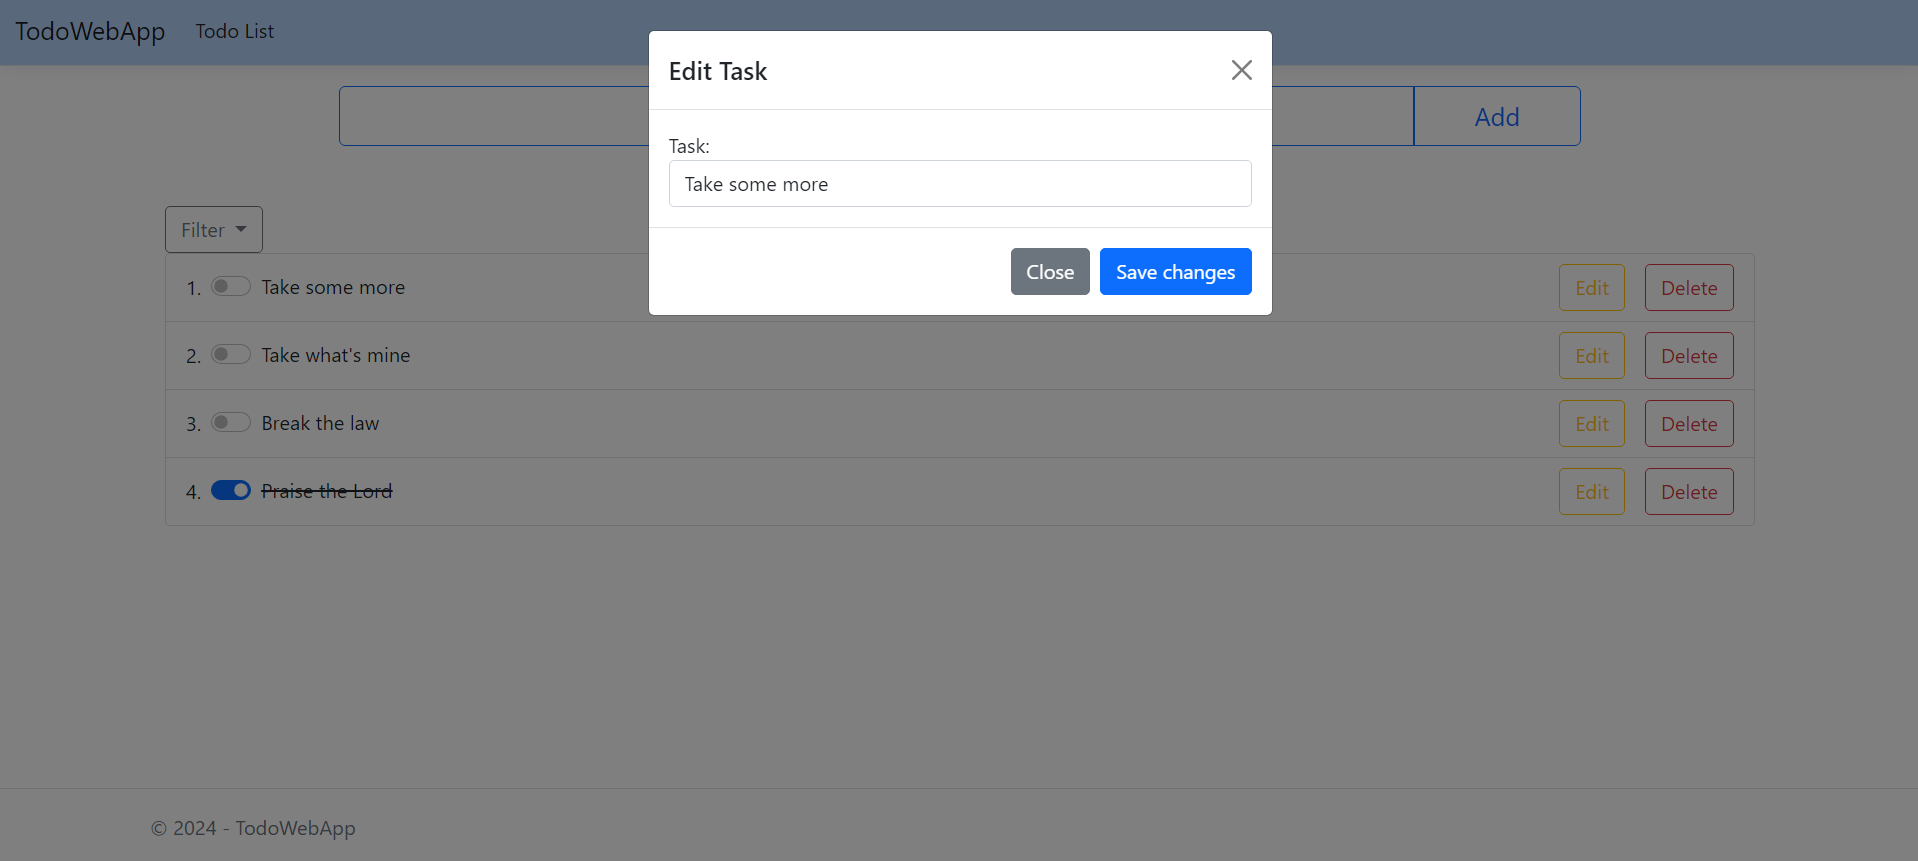 TodoWebApp Todo List
Edit Task
Add
Task:
Take some more
Filter
Close Save changes
1. Take some more Edit Delete
2. Take what's mine Edit Delete
3. Break the law Edit Delete
4. Praise the Lord Edit Delete
© 2024 - TodoWebApp